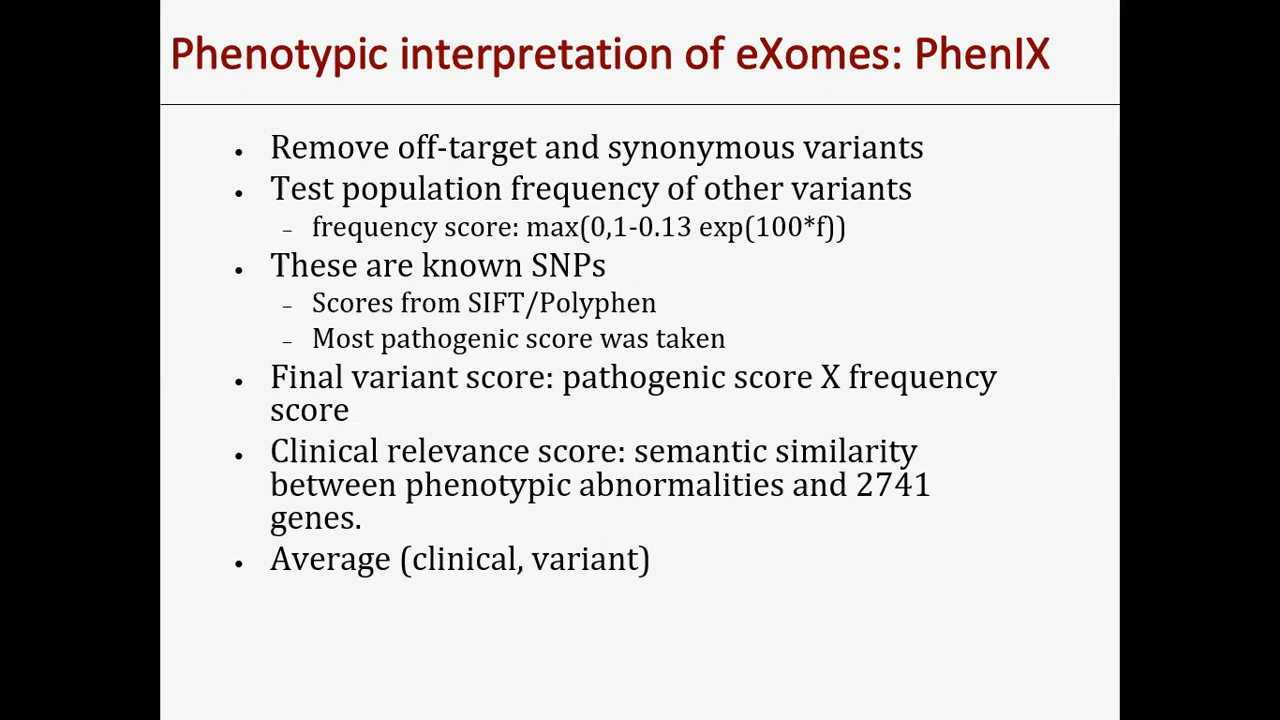 Phenotypic interpretation of eXomes: PhenIX
• Remove off-target and synonymous variants
• Test population frequency of other variants
– frequency score: max(0,1-0.13 exp(100*f))
• These are known SNPs
– Scores from SIFT/Polyphen
– Most pathogenic score was taken
• Final variant score: pathogenic score X frequency
score
• Clinical relevance score: semantic similarity
between phenotypic abnormalities and 2741
genes.
• Average (clinical, variant)